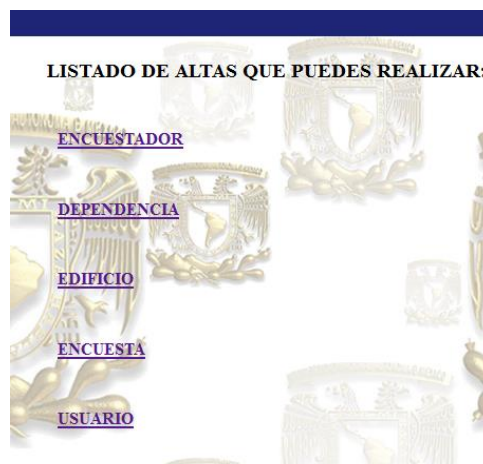 LISTADO DE ALTAS QUE PUEDES REALIZAR:
ENCUESTADOR
DEPENDENCIA
EDIFICIO
ENCUESTA
USUARIO